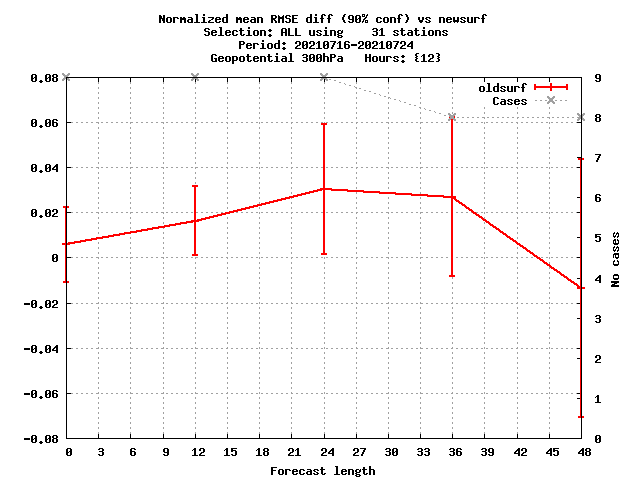 Normalized mean RMSE diff (90% conf) vs newsurf
Selection: ALL using    31 stations
Period: 20210716-20210724
Geopotential 300hPa   Hours: {12}
oldsurf
Cases
0.08
0.06
0.04
0.02
0
-0.02
-0.04
-0.06
-0.08
9
8
7
6
5
4
3
2
1
0
No cases
0 3 6 9 12 15 18 21 24 27 30 33 36 39 42 45 48
Forecast length